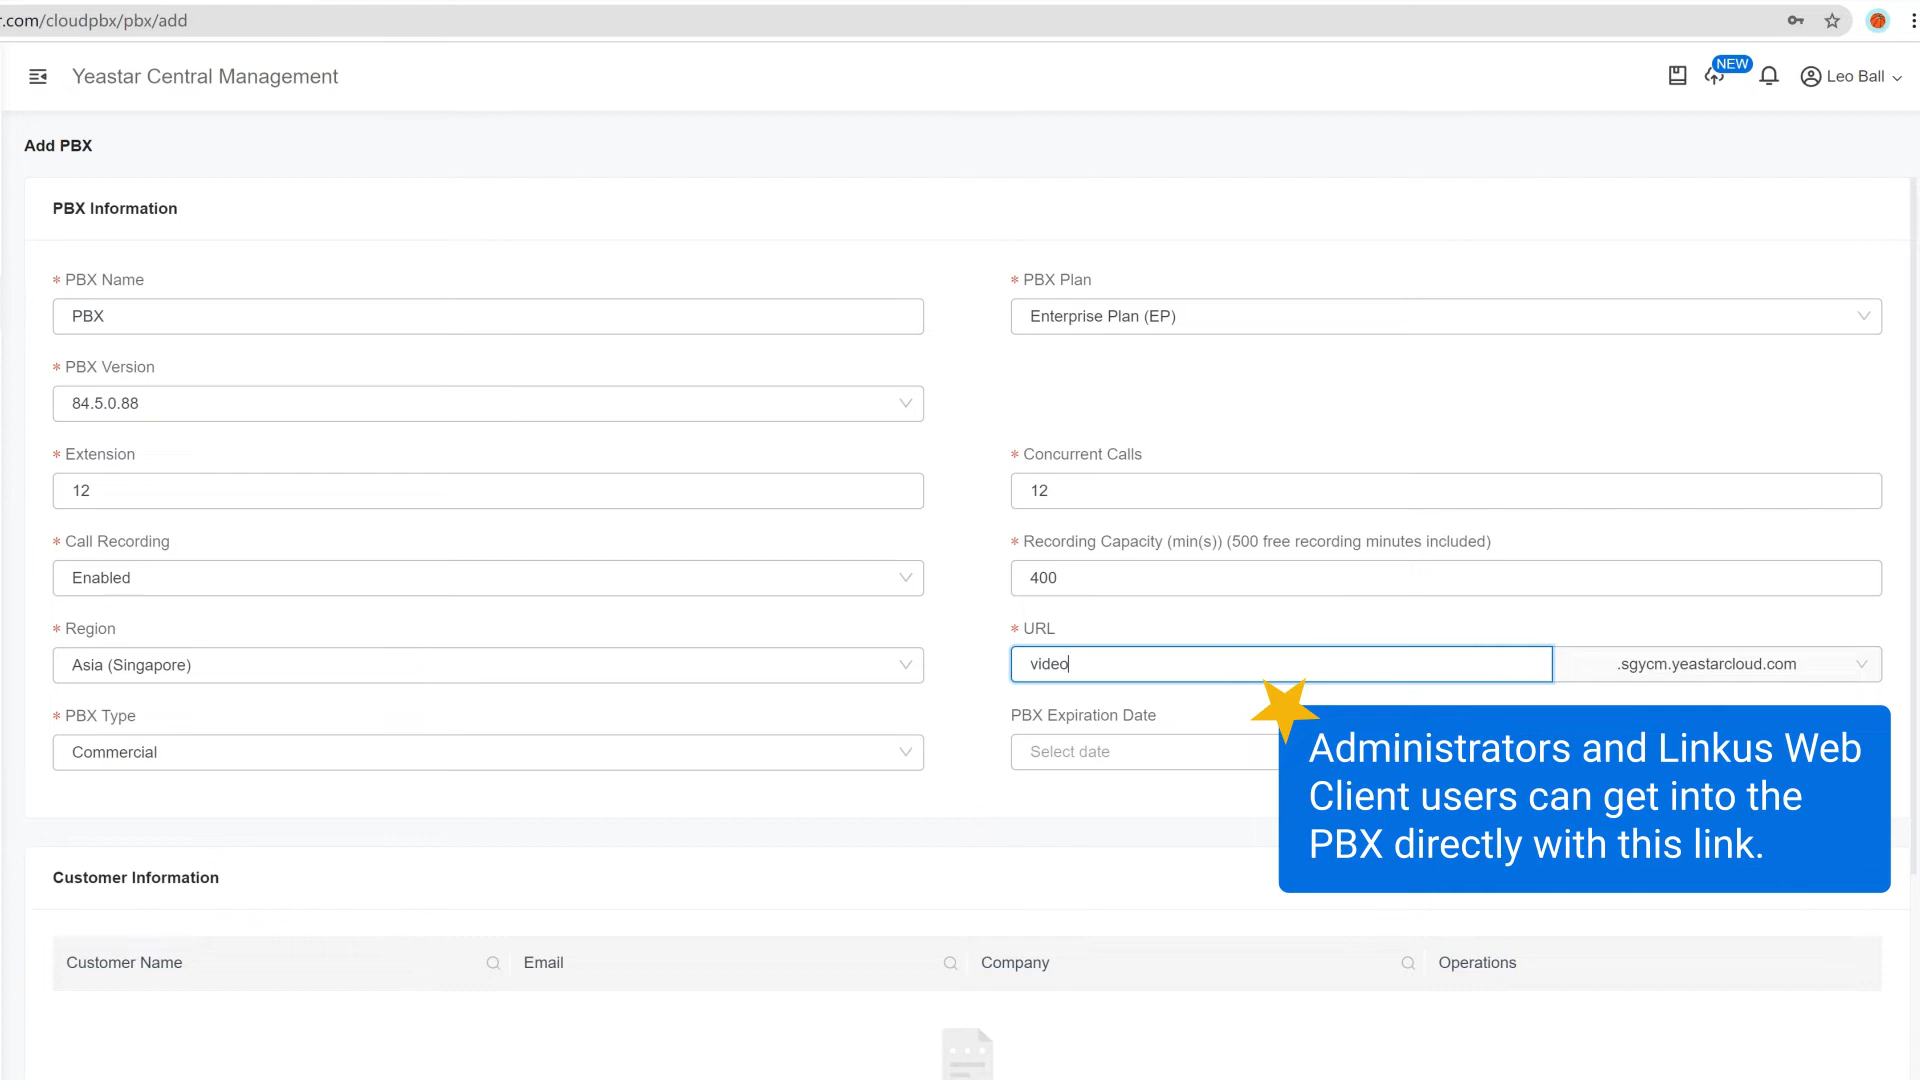 r.com/cloudpbx/pbx/add
Yeastar Central Management
NEW
Leo Ball
Add PBX
PBX Information
* PBX Name
* PBX Plan
PBX
Enterprise Plan (EP)
* PBX Version
84.5.0.88
* Extension
* Concurrent Calls
12
12
* Call Recording
* Recording Capacity (min(s)) (500 free recording minutes included)
Enabled
400
* Region
* URL
Asia (Singapore)
video
.sgycm.yeastarcloud.com
* PBX Type
PBX Expiration Date
Commercial
Select date
Administrators and Linkus Web
Client users can get into the
PBX directly with this link.
Customer Information
Customer Name
Email
Company
Operations